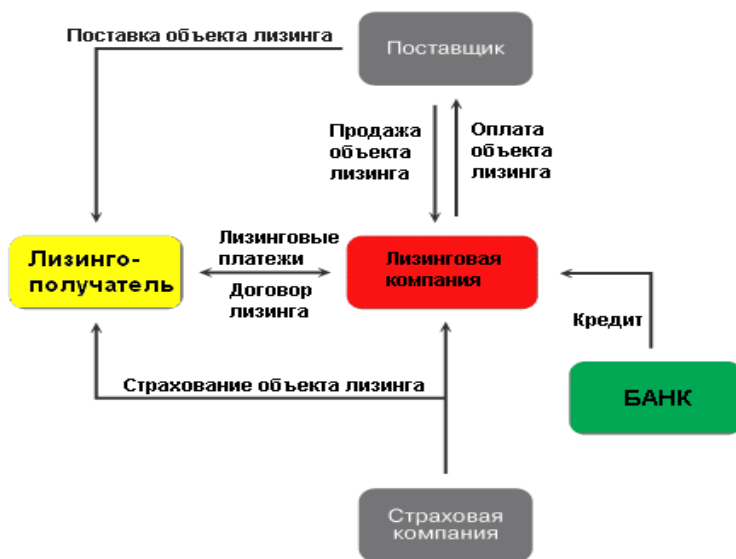 Поставка объекта лизинга
Поставщик
Продажа
объекта
лизинга
Оплата
объекта
лизинга
Лизинго-
получатель
Лизинговые
платежи
Договор
лизинга
Лизинговая
компания
Кредит
Страхование объекта лизинга
БАНК
Страховая
компания